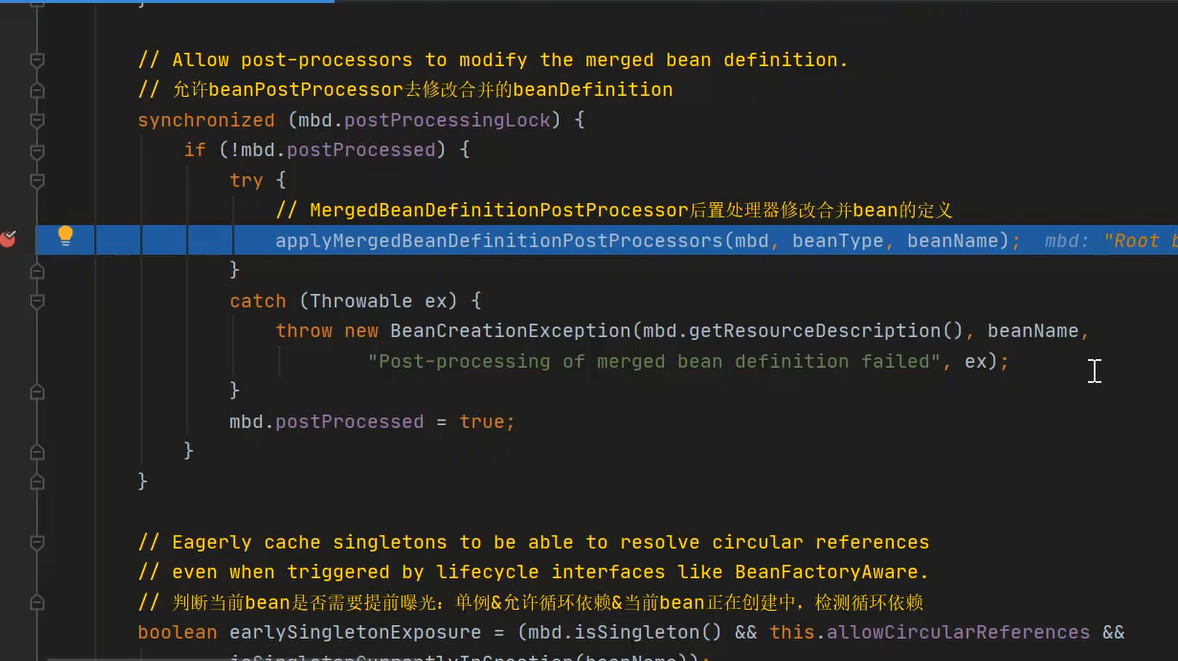 }
// Allow post-processors to modify the merged bean definition.
// 允许beanPostProcessor去修改合并的beanDefinition
synchronized (mbd.postProcessingLock) {
if (!mbd.postProcessed) {
try {
// MergedBeanDefinitionPostProcessor后置处理器修改合并bean的定义
applyMergedBeanDefinitionPostProcessors(mbd, beanType, beanName); mbd: "Root b
}
catch (Throwable ex) {
throw new BeanCreationException(mbd.getResourceDescription(), beanName,
"Post-processing of merged bean definition failed", ex);
}
mbd.postProcessed = true;
}
}
// Eagerly cache singletons to be able to resolve circular references
// even when triggered by lifecycle interfaces like BeanFactoryAware.
// 判断当前bean是否需要提前曝光：单例&允许循环依赖&当前bean正在创建中，检测循环依赖
boolean earlySingletonExposure = (mbd.isSingleton() && this.allowCircularReferences &&
isSingletonCurrentlyInCreation(beanName));